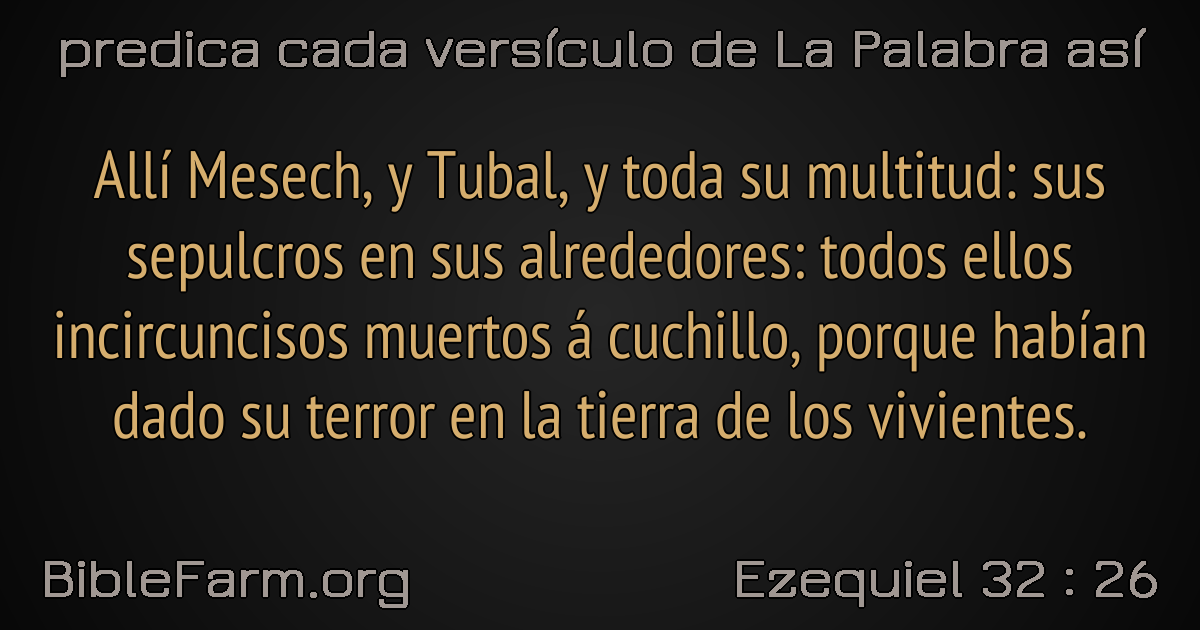 predica cada versículo de La Palabra así
Allí Mesech, y Tubal, y toda su multitud: sus
sepulcros en sus alrededores: todos ellos
incircuncisos muertos á cuchillo, porque habían
dado su terror en la tierra de los vivientes.
BibleFarm.org
Ezequiel 32 : 26